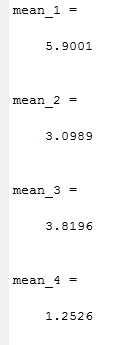 mean_1 =
5.9001
mean_2 =
3.0989
mean_3 =
3.8196
mean_4 =
1.2526